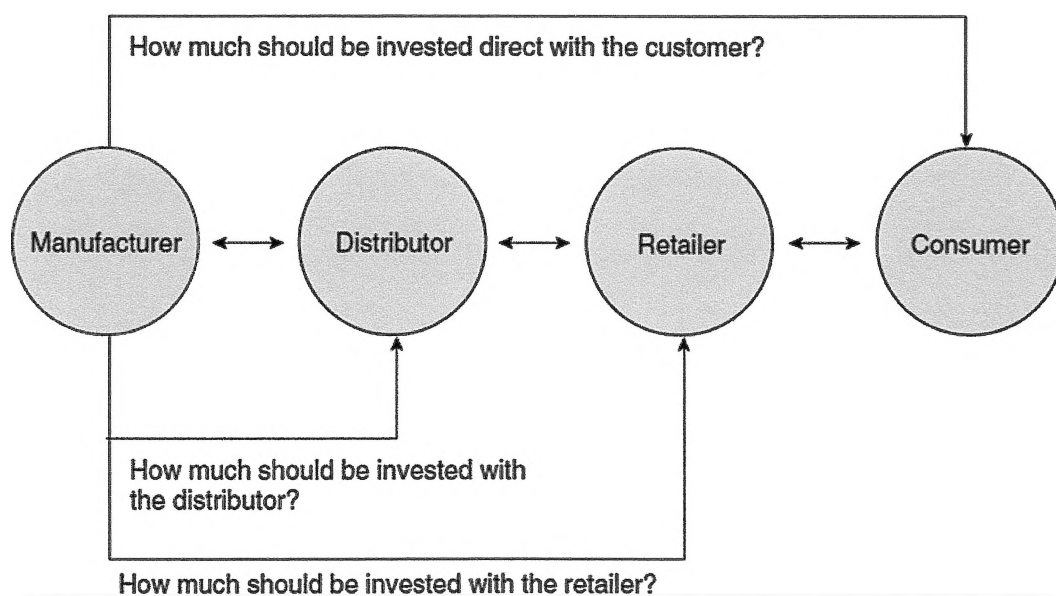 How much should be invested direct with the customer?
Manufacturer
Distributor
Retailer
Consumer
How much should be invested with
the distributor?
How much should be invested with the retailer?